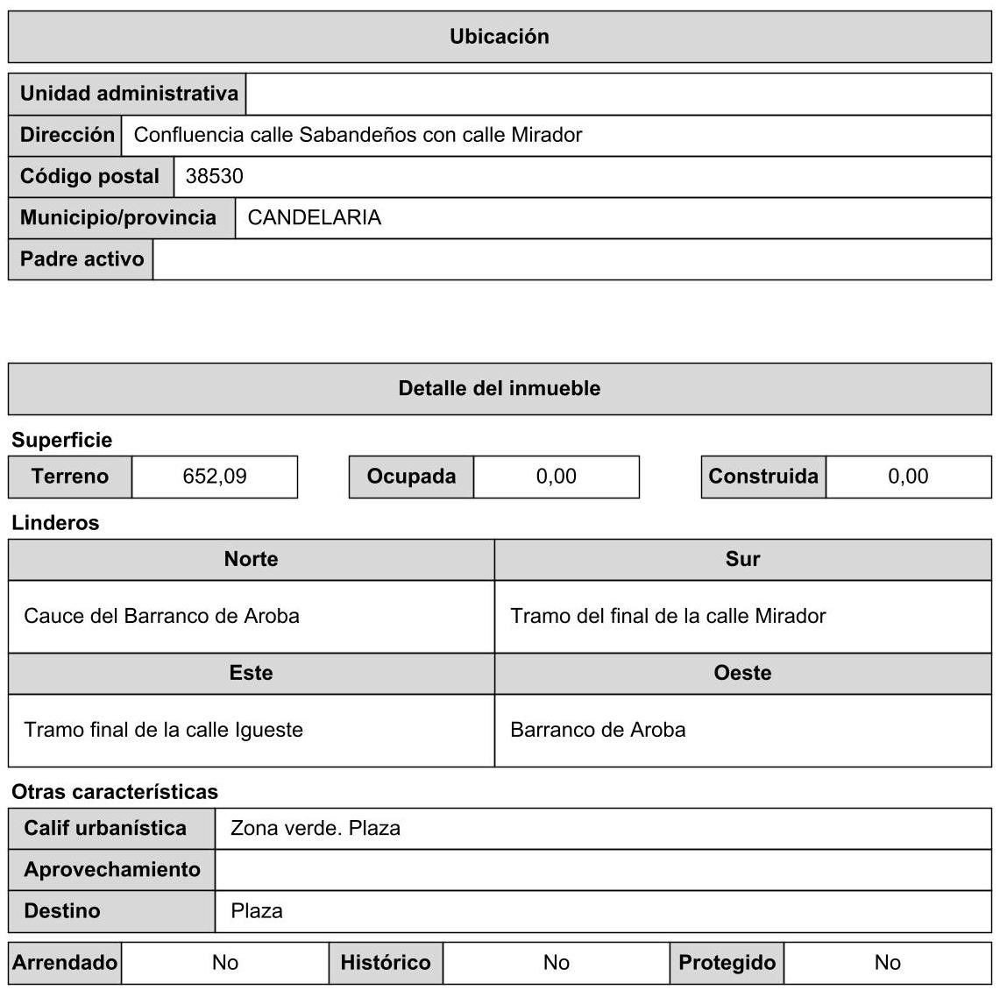 Ubicación
Unidad administrativa
Dirección Confluencia calle Sabandeños con calle Mirador
Código postal 38530
Municipio/provincia CANDELARIA
Padre activo
Detalle del inmueble
Superficie
Terreno 652,09 Ocupada 0,00 Construida 0,00
Linderos
Norte Sur
Cauce del Barranco de Aroba Tramo del final de la calle Mirador
Este Oeste
Tramo final de la calle Igueste Barranco de Aroba
Otras características
Calif urbanística Zona verde. Plaza
Aprovechamiento
Destino Plaza
Arrendado No Histórico No Protegido No